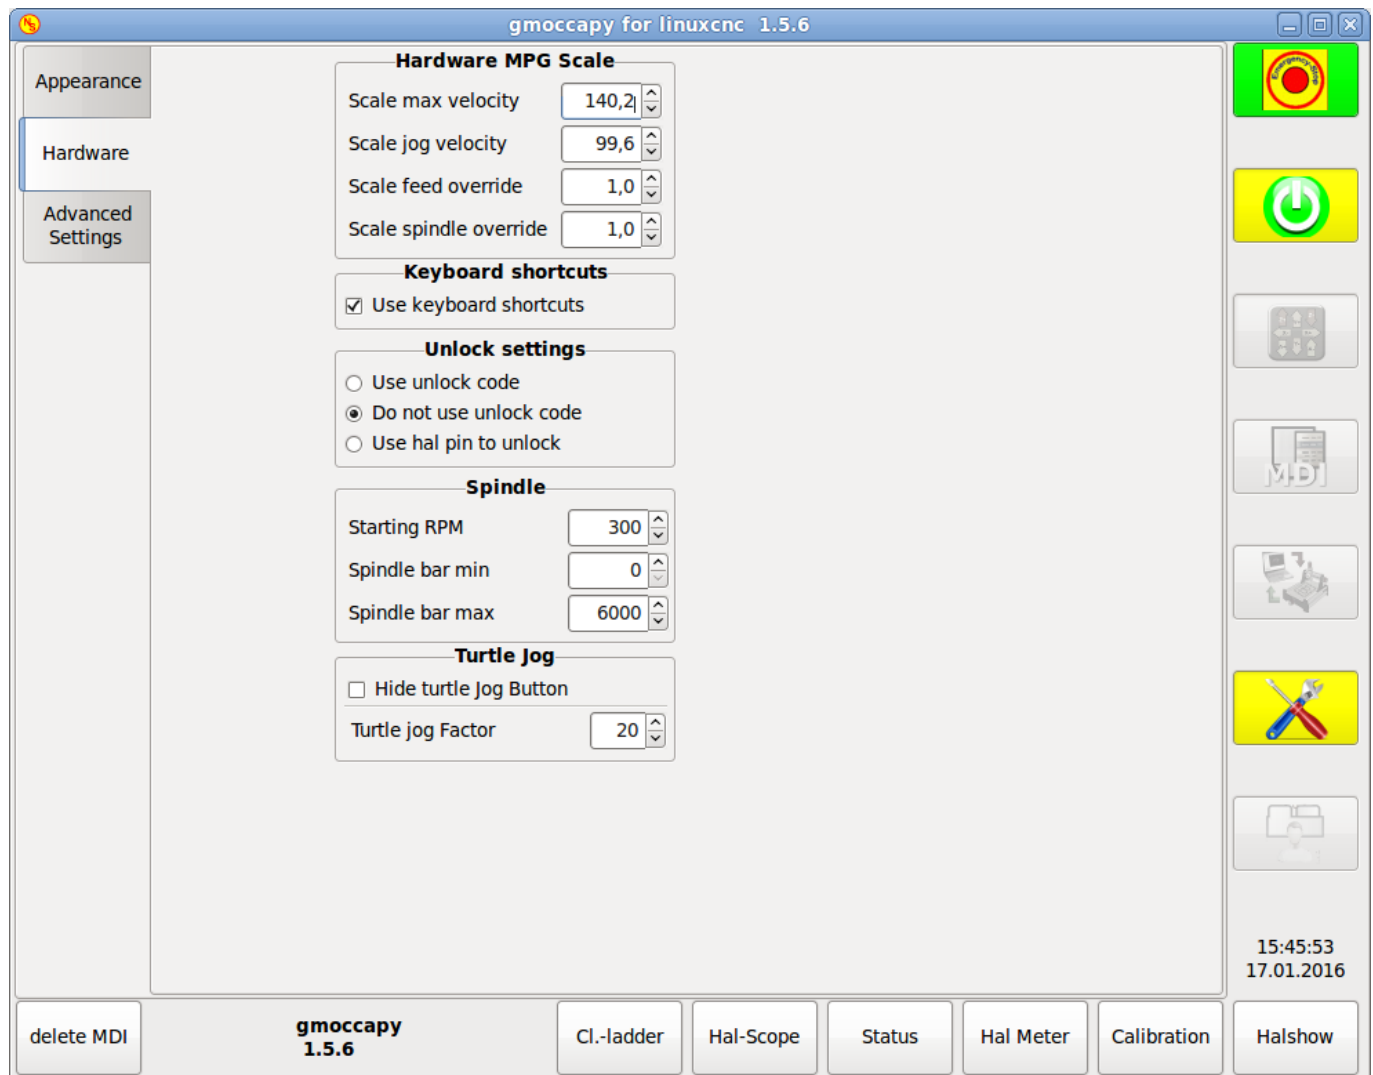 gmoccapy for linuxcnc 1.5.6
Appearance
Hardware
Advanced
Settings
Hardware MPG Scale
Scale max velocity 140,2
Scale jog velocity 99,6
Scale feed override 1,0
Scale spindle override 1,0
Keyboard shortcuts
Use keyboard shortcuts
Unlock settings
Use unlock code
Do not use unlock code
Use hal pin to unlock
Spindle
Starting RPM 300
Spindle bar min 0
Spindle bar max 6000
Turtle Jog
Hide turtle Jog Button
Turtle jog Factor 20
Emergency-Stop
MDI
15:45:53
17.01.2016
delete MDI
gmoccapy
1.5.6
Cl.-ladder
Hal-Scope
Status
Hal Meter
Calibration
Halshow